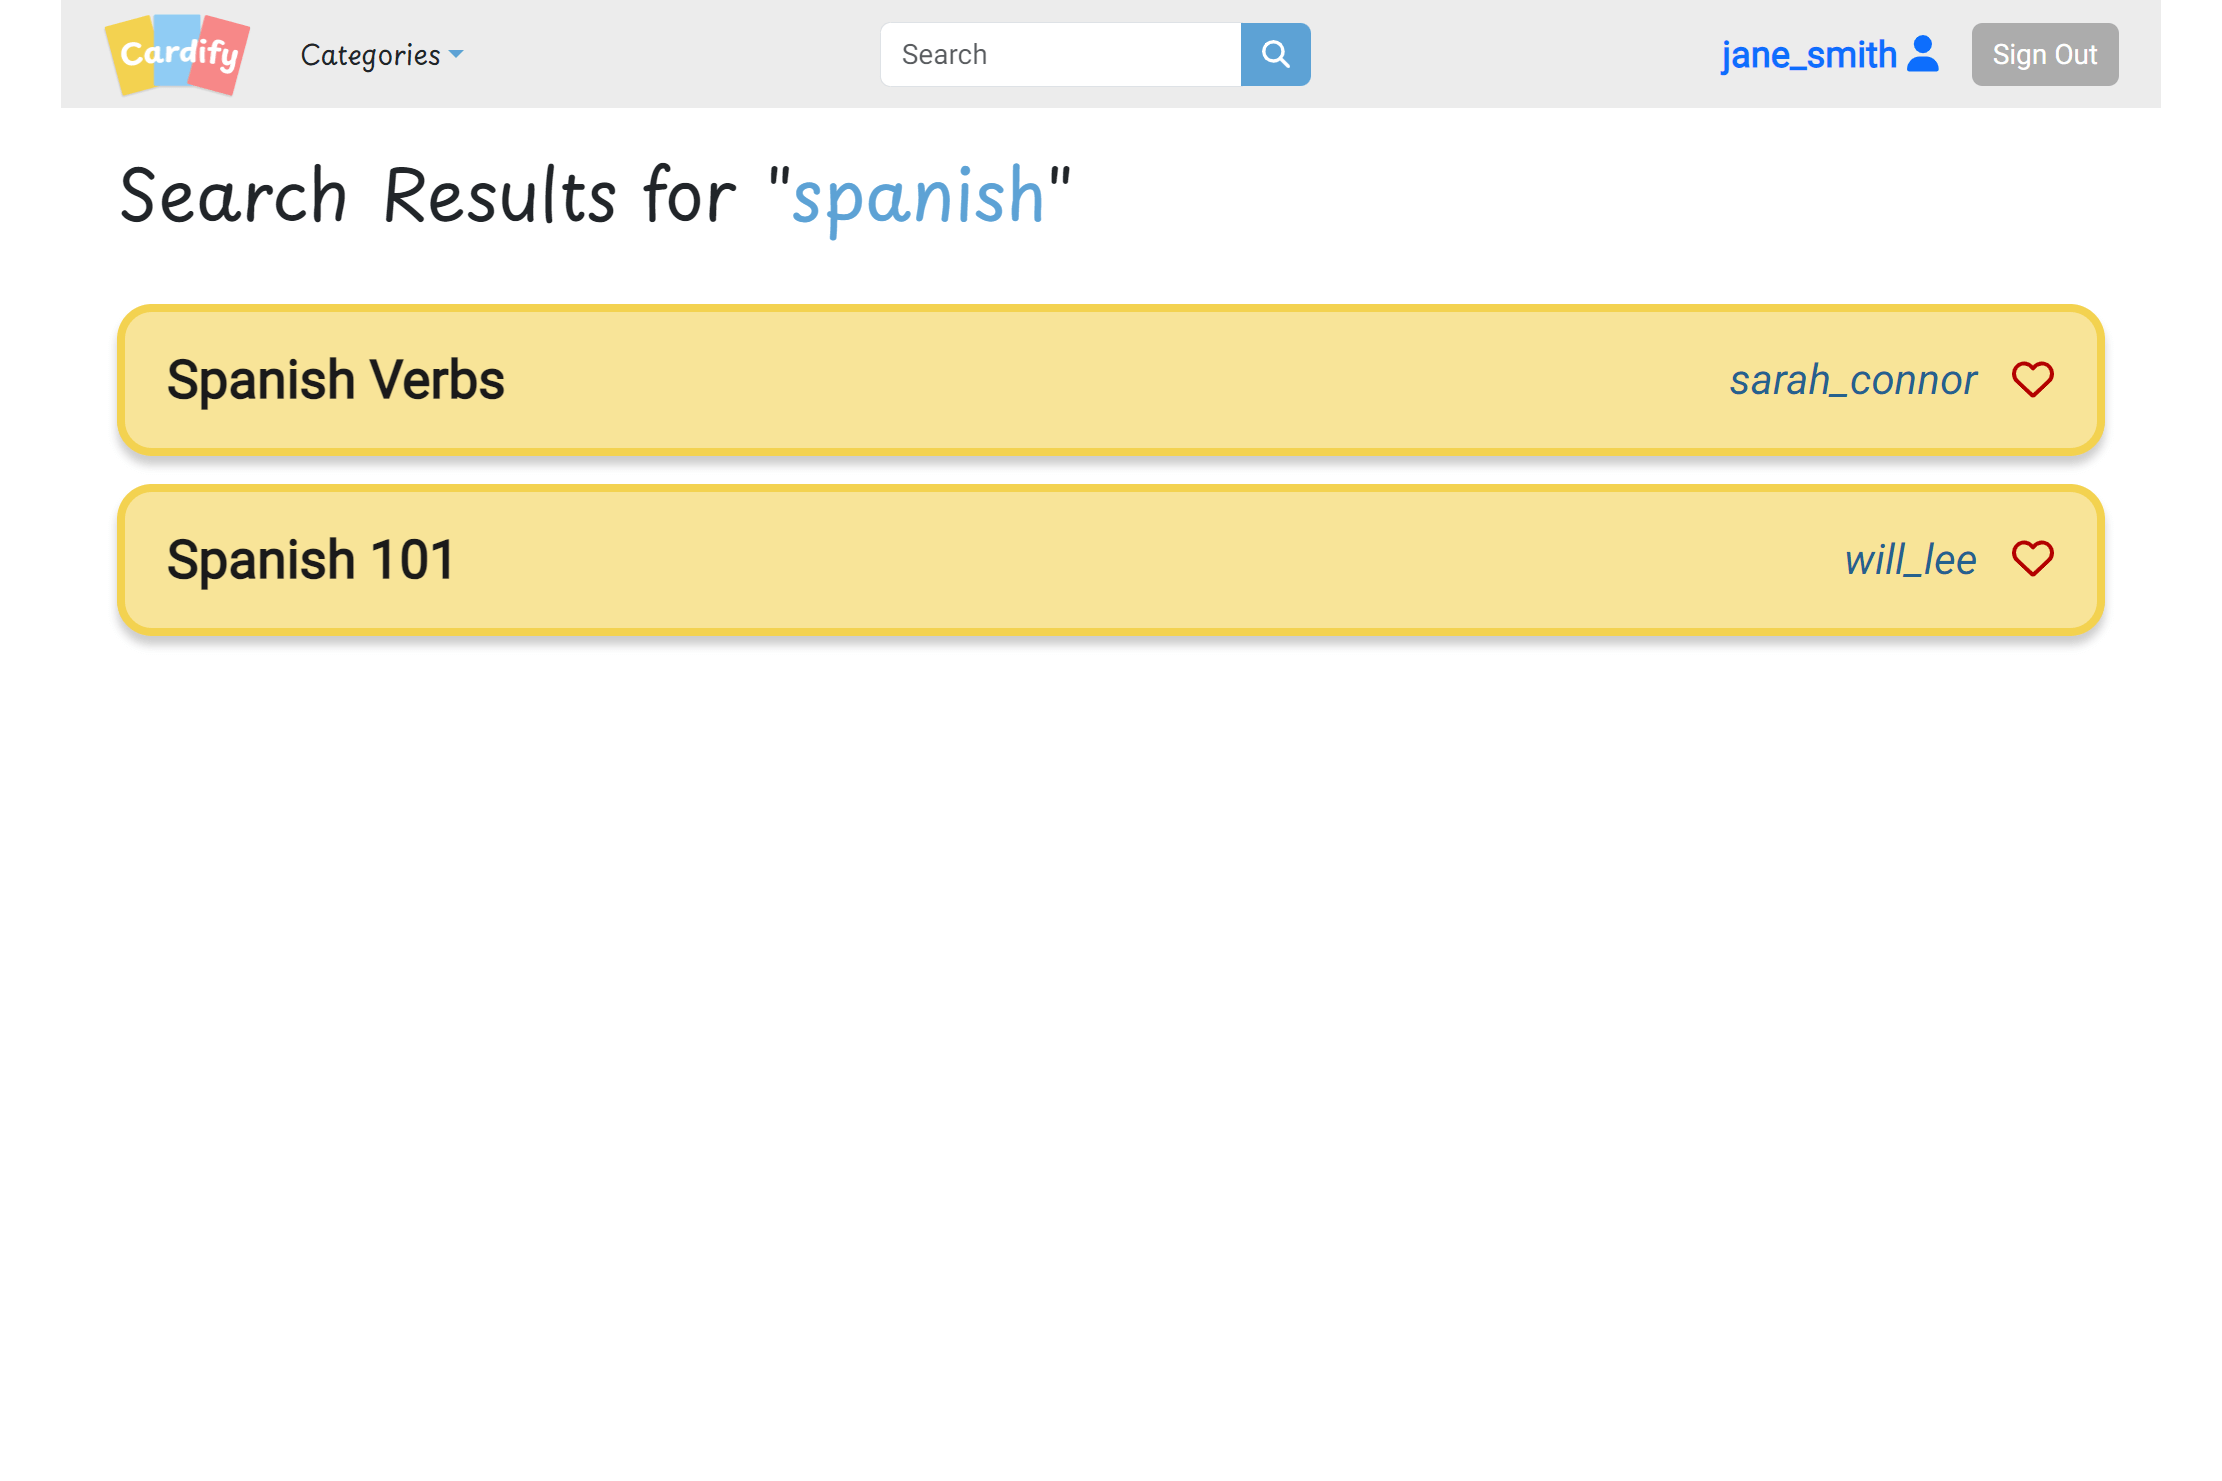 Cardify Categories Search jane_smith Sign Out
Search Results for "spanish"
Spanish Verbs sarah_connor
Spanish 101 will_lee